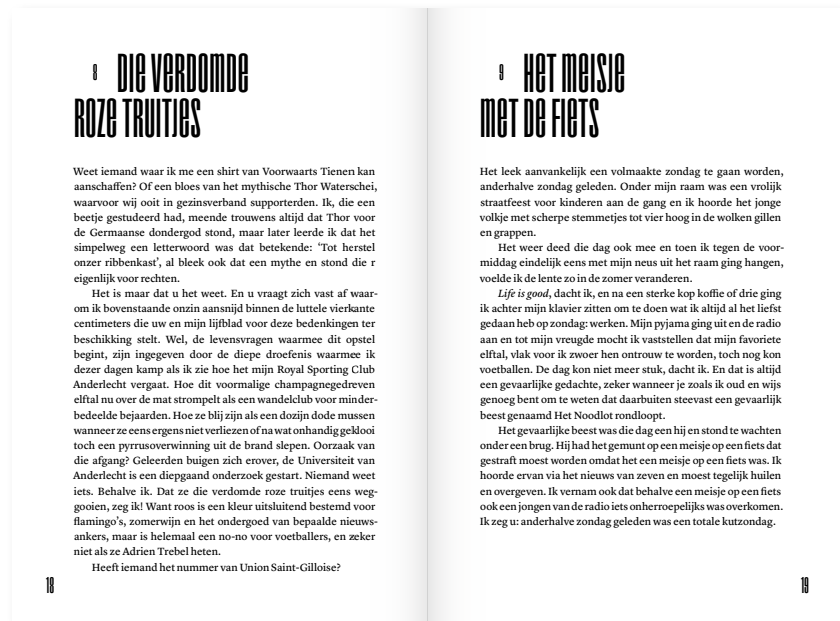 8 Die verdomde
roze truitjes
Weet iemand waar ik me een shirt van Voorwaarts Tienen kan
aanschaffen? Of een bloes van het mythische Thor Waterschei,
waarvoor wij ooit in gezinsverband supporterden. Ik, die een
beetje gestudeerd had, meende trouwens altijd dat Thor voor
de Germaanse dondergod stond, maar later leerde ik dat het
simpelweg een letterwoord was dat betekende: ‘Tot herstel
onzer ribbenkast’, al bleek ook dat een mythe en stond die r
eigenlijk voor rechten.
Het is maar dat u het weet. En u vraagt zich vast af waar-
om ik bovenstaande onzin aansnijd binnen de luttele vierkante
centimeters die uw en mijn lijfblad voor deze bedenkingen ter
beschikking stelt. Wel, de levensvragen waarmee dit opstel
begint, zijn ingegeven door de diepe droefenis waarmee ik
dezer dagen kamp als ik zie hoe het mijn Royal Sporting Club
Anderlecht vergaat. Hoe dit voormalige champagnegedreven
elftal nu over de mat strompelt als een wandelclub voor minder-
bedeelde bejaarden. Hoe ze blij zijn als een dozijn dode mussen
wanneer ze eens ergens niet verliezen of na wat onhandig geklooi
toch een pyrrusoverwinning uit de brand slepen. Oorzaak van
die afgang? Geleerden buigen zich erover, de Universiteit van
Anderlecht is een diepgaand onderzoek gestart. Niemand weet
iets. Behalve ik. Dat ze die verdomde roze truitjes eens weg-
gooien, zeg ik! Want roos is een kleur uitsluitend bestemd voor
flamingo’s, zomerwijn en het ondergoed van bepaalde nieuws-
ankers, maar is helemaal een no-no voor voetballers, en zeker
niet als ze Adrien Trebel heten.
Heeft iemand het nummer van Union Saint-Gilloise?
18
9 Het meisje
met de fiets
Het leek aanvankelijk een volmaakte zondag te gaan worden,
anderhalve zondag geleden. Onder mijn raam was een vrolijk
straatfeest voor kinderen aan de gang en ik hoorde het jonge
volkje met scherpe stemmetjes tot vier hoog in de wolken gillen
en grappen.
Het weer deed die dag ook mee en toen ik tegen de voor-
middag eindelijk eens met mijn neus uit het raam ging hangen,
voelde ik de lente zo in de zomer veranderen.
Life is good, dacht ik, en na een sterke kop koffie of drie ging
ik achter mijn klavier zitten om te doen wat ik altijd al het liefst
gedaan heb op zondag: werken. Mijn pyjama ging uit en de radio
aan en tot mijn vreugde mocht ik vaststellen dat mijn favoriete
elftal, vlak voor ik zwoer hen ontrouw te worden, toch nog kon
voetballen. De dag kon niet meer stuk, dacht ik. En dat is altijd
een gevaarlijke gedachte, zeker wanneer je zoals ik oud en wijs
genoeg bent om te weten dat daarbuiten steevast een gevaarlijk
beest genaamd Het Noodlot rondloopt.
Het gevaarlijke beest was die dag een hij en stond te wachten
onder een brug. Hij had het gemunt op een meisje op een fiets dat
gestraft moest worden omdat het een meisje op een fiets was. Ik
hoorde ervan via het nieuws van zeven en moest tegelijk huilen
en overgeven. Ik vernam ook dat behalve een meisje op een fiets
ook een jongen van de radio iets onherroepelijks was overkomen.
Ik zeg u: anderhalve zondag geleden was een totale kutzondag.
19